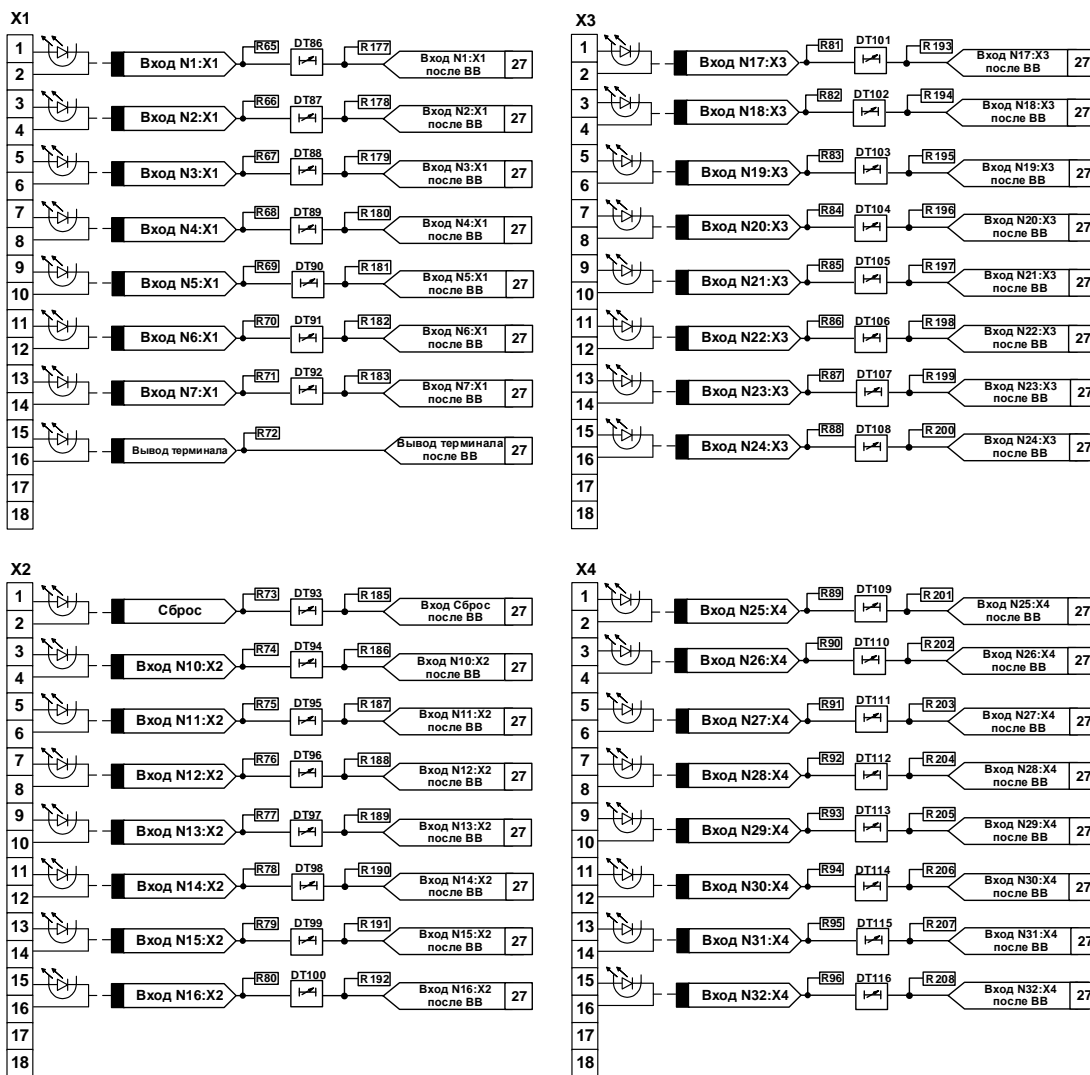 X1
1
2
Вход N1:X1
R65
DT86
R177
Вход N1:X1
после ВВ
27
3
4
Вход N2:X1
R66
DT87
R178
Вход N2:X1
после ВВ
27
5
6
Вход N3:X1
R67
DT88
R179
Вход N3:X1
после ВВ
27
7
8
Вход N4:X1
R68
DT89
R180
Вход N4:X1
после ВВ
27
9
10
Вход N5:X1
R69
DT90
R181
Вход N5:X1
после ВВ
27
11
12
Вход N6:X1
R70
DT91
R182
Вход N6:X1
после ВВ
27
13
14
Вход N7:X1
R71
DT92
R183
Вход N7:X1
после ВВ
27
15
16
Вывод терминала
R72
Вывод терминала
после ВВ
27
17
18
X3
1
2
Вход N17:X3
R81
DT101
R193
Вход N17:X3
после ВВ
27
3
4
Вход N18:X3
R82
DT102
R194
Вход N18:X3
после ВВ
27
5
6
Вход N19:X3
R83
DT103
R195
Вход N19:X3
после ВВ
27
7
8
Вход N20:X3
R84
DT104
R196
Вход N20:X3
после ВВ
27
9
10
Вход N21:X3
R85
DT105
R197
Вход N21:X3
после ВВ
27
11
12
Вход N22:X3
R86
DT106
R198
Вход N22:X3
после ВВ
27
13
14
Вход N23:X3
R87
DT107
R199
Вход N23:X3
после ВВ
27
15
16
Вход N24:X3
R88
DT108
R200
Вход N24:X3
после ВВ
27
17
18
X2
1
2
Сброс
R73
DT93
R185
Вход Сброс
после ВВ
27
3
4
Вход N10:X2
R74
DT94
R186
Вход N10:X2
после ВВ
27
5
6
Вход N11:X2
R75
DT95
R187
Вход N11:X2
после ВВ
27
7
8
Вход N12:X2
R76
DT96
R188
Вход N12:X2
после ВВ
27
9
10
Вход N13:X2
R77
DT97
R189
Вход N13:X2
после ВВ
27
11
12
Вход N14:X2
R78
DT98
R190
Вход N14:X2
после ВВ
27
13
14
Вход N15:X2
R79
DT99
R191
Вход N15:X2
после ВВ
27
15
16
Вход N16:X2
R80
DT100
R192
Вход N16:X2
после ВВ
27
17
18
X4
1
2
Вход N25:X4
R89
DT109
R201
Вход N25:X4
после ВВ
27
3
4
Вход N26:X4
R90
DT110
R202
Вход N26:X4
после ВВ
27
5
6
Вход N27:X4
R91
DT111
R203
Вход N27:X4
после ВВ
27
7
8
Вход N28:X4
R92
DT112
R204
Вход N28:X4
после ВВ
27
9
10
Вход N29:X4
R93
DT113
R205
Вход N29:X4
после ВВ
27
11
12
Вход N30:X4
R94
DT114
R206
Вход N30:X4
после ВВ
27
13
14
Вход N31:X4
R95
DT115
R207
Вход N31:X4
после ВВ
27
15
16
Вход N32:X4
R96
DT116
R208
Вход N32:X4
после ВВ
27
17
18